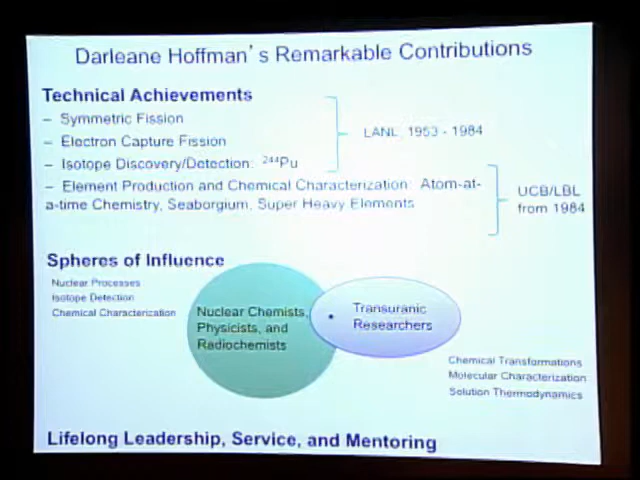 Darleane Hoffman's Remarkable Contributions
Technical Achievements
– Symmetric Fission
– Electron Capture Fission
– Isotope Discovery/Detection: ²⁴⁴Pu
LANL, 1953 - 1984
– Element Production and Chemical Characterization: Atom-at-
a-time Chemistry, Seaborgium, Super Heavy Elements
UCB/LBL
from 1984
Spheres of Influence
Nuclear Processes
Isotope Detection
Chemical Characterization
Nuclear Chemists,
Physicists, and
Radiochemists
• Transuranic
Researchers
Chemical Transformations
Molecular Characterization
Solution Thermodynamics
Lifelong Leadership, Service, and Mentoring